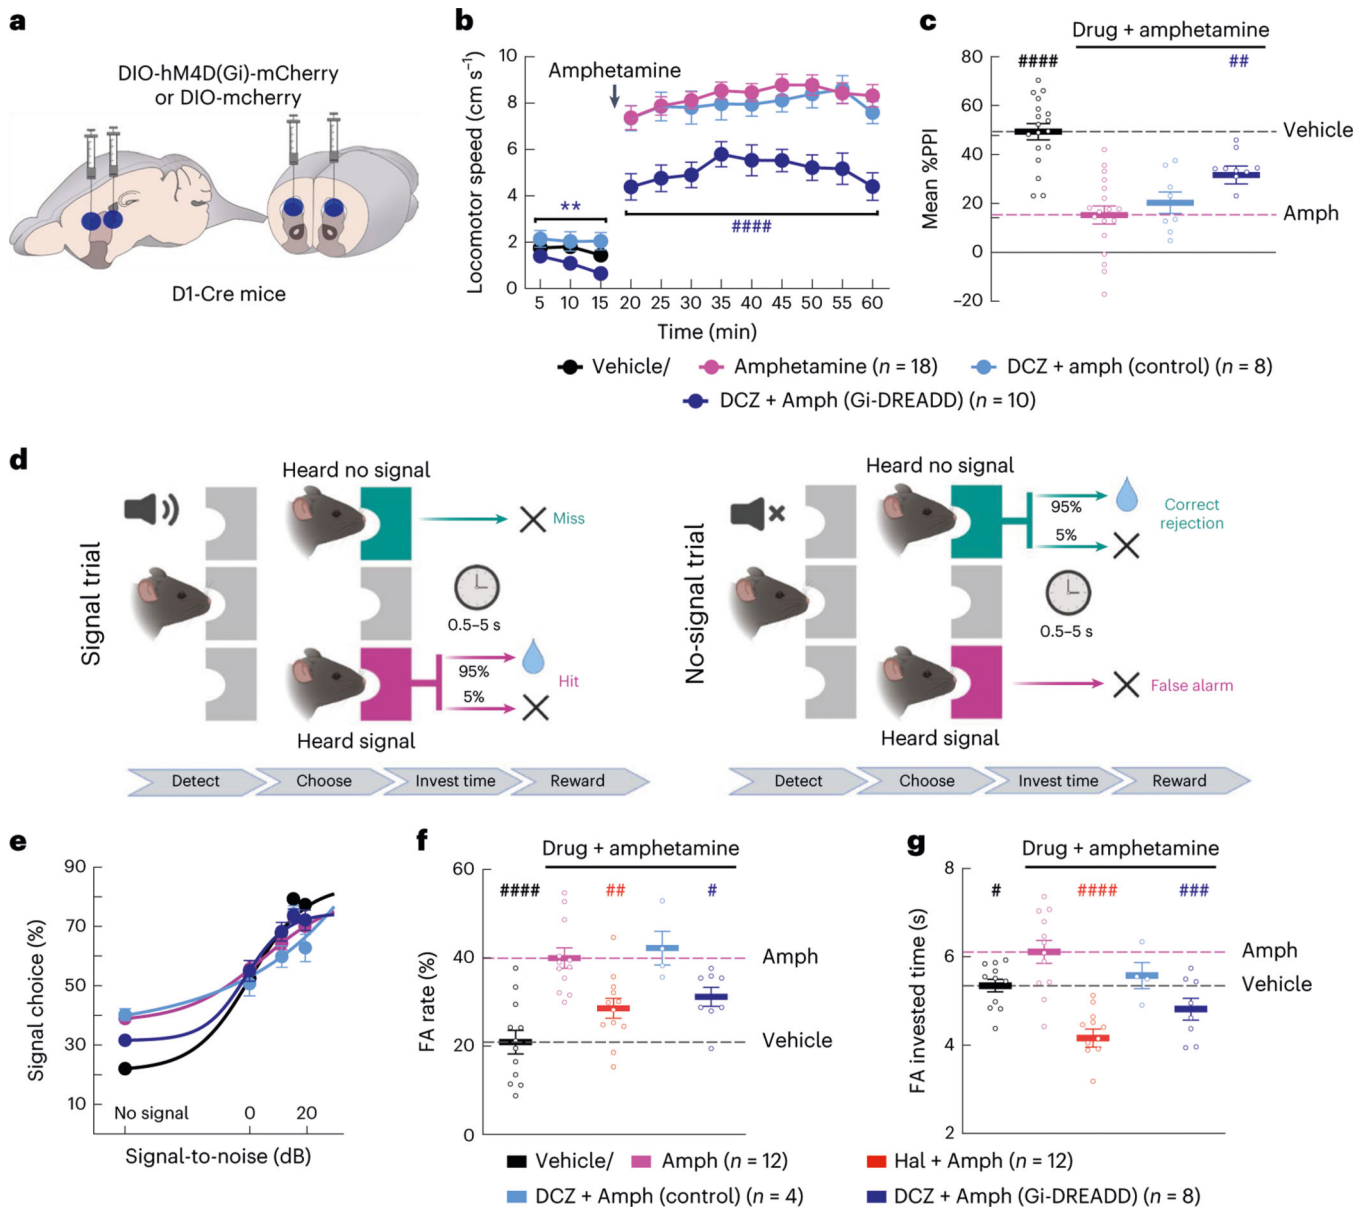 a
DIO-hM4D(Gi)-mCherry
or DIO-mcherry
D1-Cre mice
b
Locomotor speed (cm s⁻¹)
10
8
6
4
2
0
Amphetamine
**
####
5
10
15
20
25
30
35
40
45
50
55
60
Time (min)
c
Drug + amphetamine
####
##
Mean %PPI
80
60
40
20
0
–20
Vehicle
Amph
Vehicle/
Amphetamine (n = 18)
DCZ + amph (control) (n = 8)
DCZ + Amph (Gi-DREADD) (n = 10)
d
Signal trial
Heard no signal
Miss
0.5–5 s
95%
5%
Hit
Heard signal
Detect
Choose
Invest time
Reward
No-signal trial
Heard no signal
95%
5%
Correct
rejection
0.5–5 s
False alarm
Heard signal
Detect
Choose
Invest time
Reward
e
Signal choice (%)
90
70
50
30
10
No signal
0
20
Signal-to-noise (dB)
f
Drug + amphetamine
####
##
#
FA rate (%)
60
40
20
0
Amph
Vehicle
g
Drug + amphetamine
#
####
###
FA invested time (s)
8
6
4
2
Amph
Vehicle
Vehicle/
Amph (n = 12)
Hal + Amph (n = 12)
DCZ + Amph (control) (n = 4)
DCZ + Amph (Gi-DREADD) (n = 8)